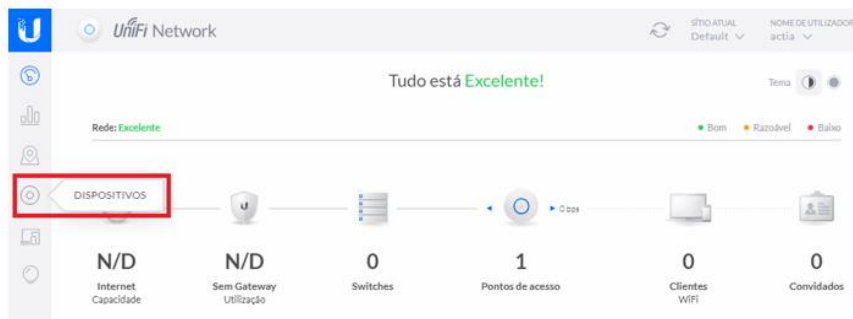 UniFi Network
SÍTIO ATUAL
Default
NOME DE UTILIZADOR
actia
Tudo está Excelente!
Tema
Rede: Excelente
Bom
Razoável
Baixo
DISPOSITIVOS
0 bps
N/D
N/D
0
1
0
0
Internet
Sem Gateway
Switches
Pontos de acesso
Clientes
Convidados
Capacidade
Utilização
WiFi